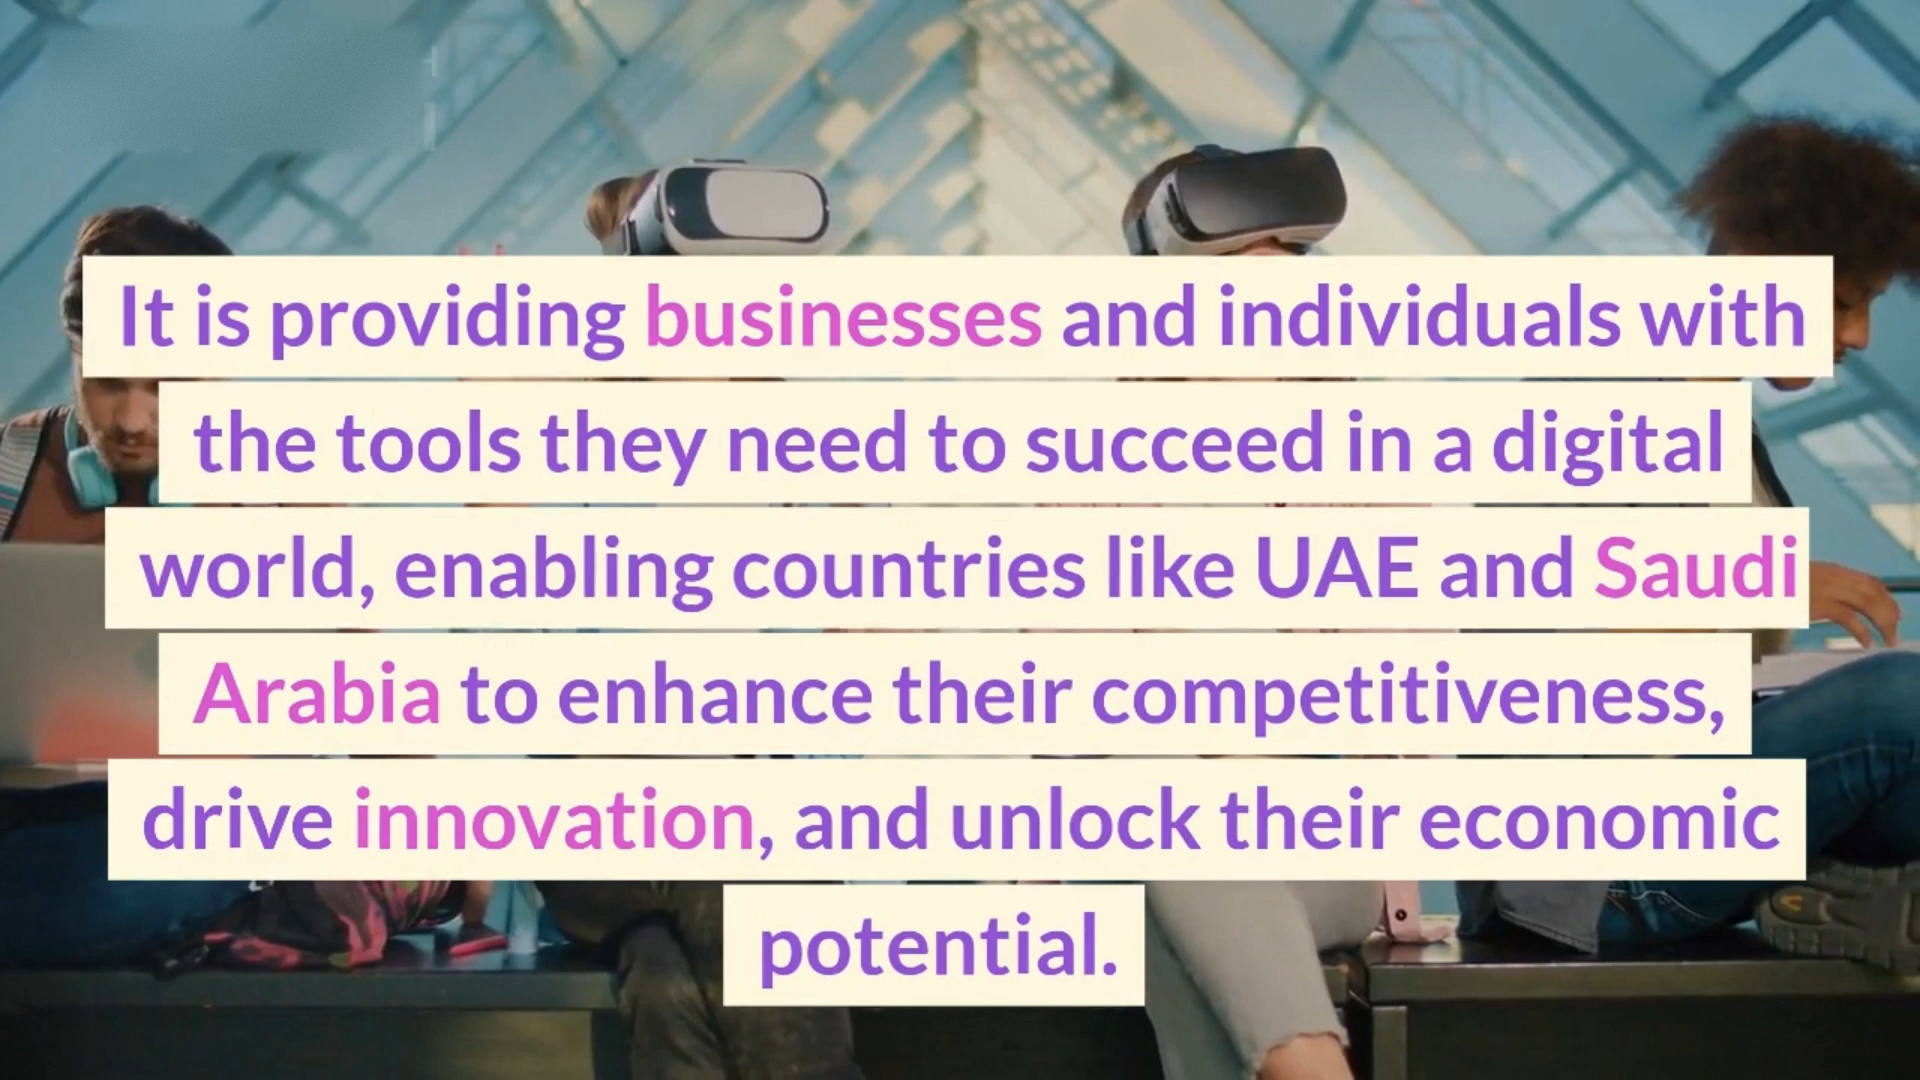 It is providing businesses and individuals with
the tools they need to succeed in a digital
world, enabling countries like UAE and Saudi
Arabia to enhance their competitiveness,
drive innovation, and unlock their economic
potential.